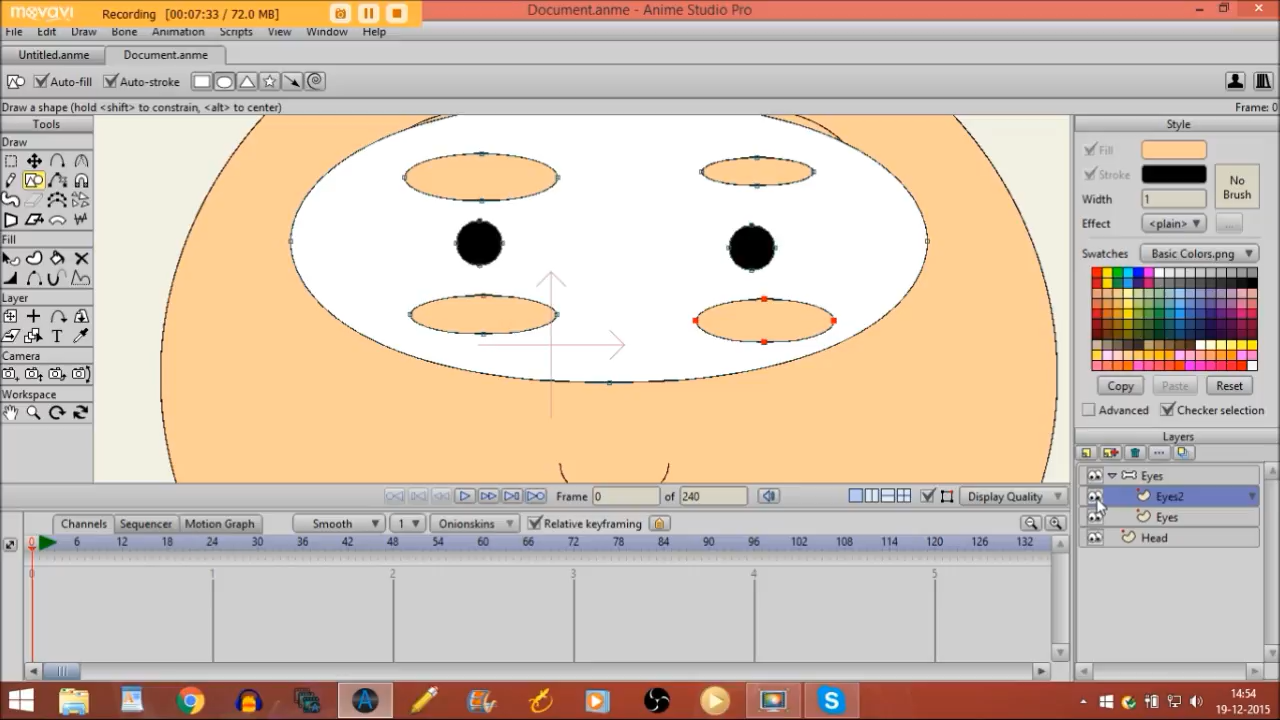 movavi
Recording [00:07:33 / 72.0 MB]
Document.anme - Anime Studio Pro
File Edit Draw Bone Animation Scripts View Window Help
Untitled.anme Document.anme
Auto-fill Auto-stroke
Draw a shape (hold <shift> to constrain, <alt> to center) Frame: 0
Tools
Draw
Fill
Layer
Camera
Workspace
Style
Fill
Stroke
Width 1
No Brush
Effect <plain> ...
Swatches Basic Colors.png
Copy Paste Reset
Advanced Checker selection
Layers
Eyes
Eyes2
Eyes
Head
Frame 0 of 240 Display Quality
Channels Sequencer Motion Graph Smooth 1 Onionskins Relative keyframing
0 6 12 18 24 30 36 42 48 54 60 66 72 78 84 90 96 102 108 114 120 126 132
0 1 2 3 4 5
14:54
19-12-2015